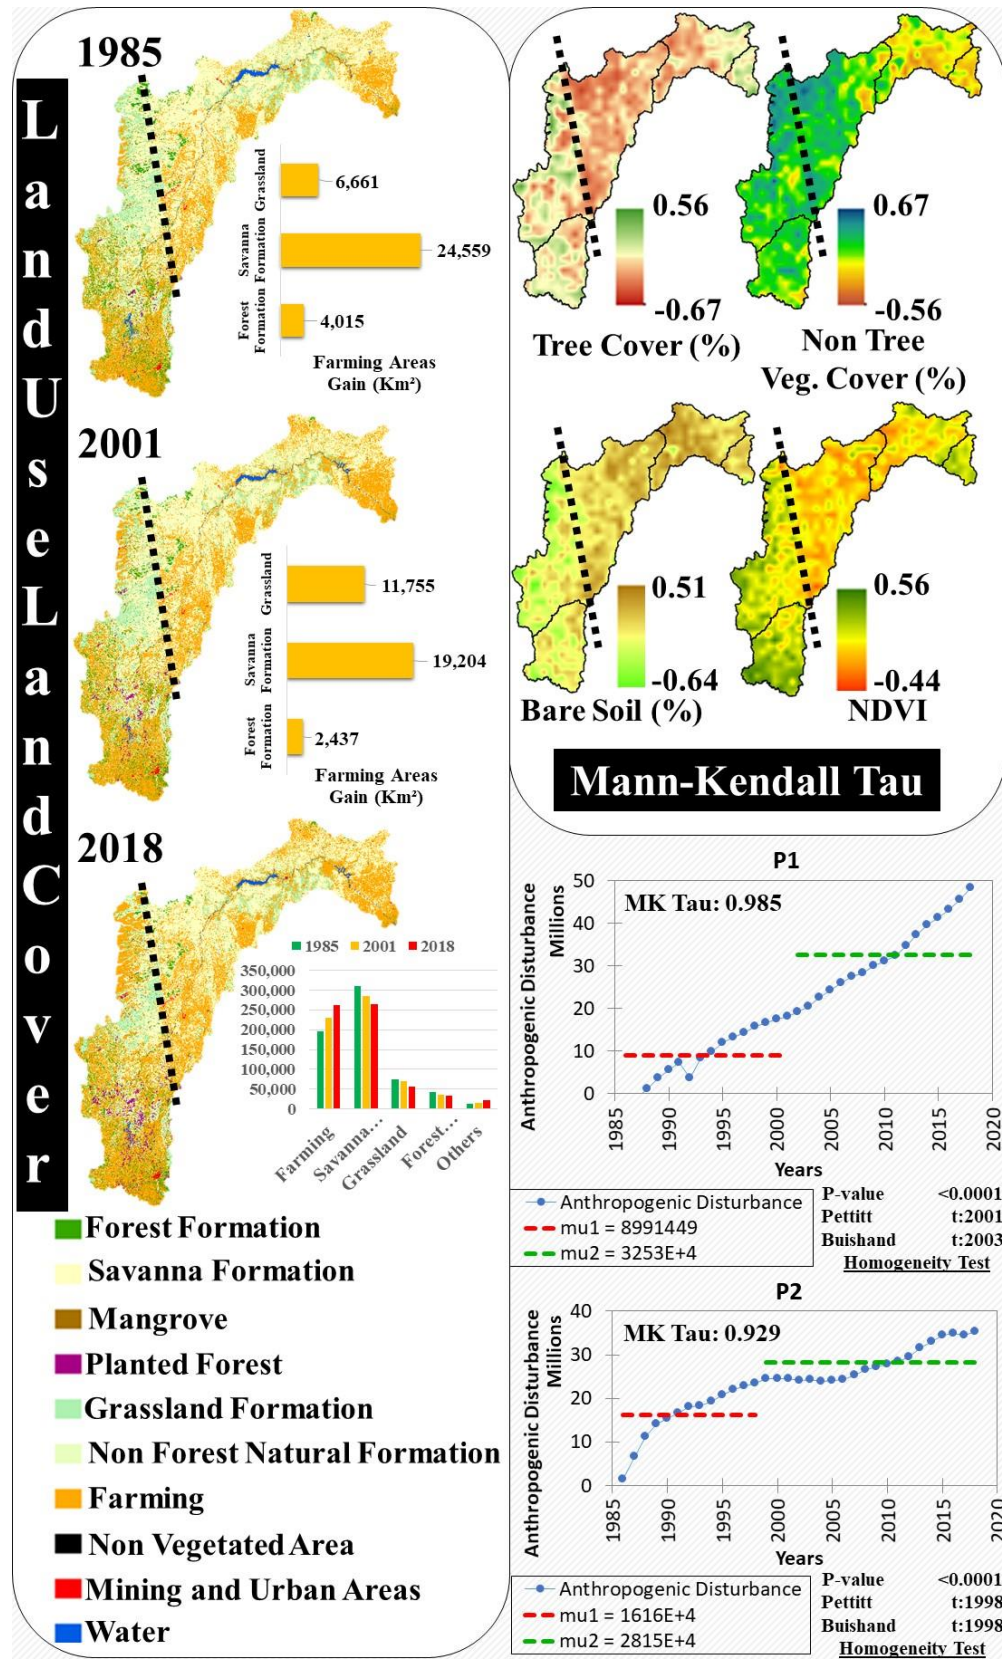 Land Use Land Cover
1985
Grassland
6,661
Savanna
Formation
24,559
Forest
Formation
4,015
Farming Areas
Gain (Km²)
2001
Grassland
11,755
Savanna
Formation
19,204
Forest
Formation
2,437
Farming Areas
Gain (Km²)
2018
1985 2001 2018
350,000
300,000
250,000
200,000
150,000
100,000
50,000
0
Farming
Savanna...
Grassland
Forest...
Others
Forest Formation
Savanna Formation
Mangrove
Planted Forest
Grassland Formation
Non Forest Natural Formation
Farming
Non Vegetated Area
Mining and Urban Areas
Water
0.56
-0.67
Tree Cover (%)
0.67
-0.56
Non Tree
Veg. Cover (%)
0.51
-0.64
Bare Soil (%)
0.56
-0.44
NDVI
Mann-Kendall Tau
P1
MK Tau: 0.985
Anthropogenic Disturbance
Millions
50
40
30
20
10
0
1985
1990
1995
2000
2005
2010
2015
2020
Years
Anthropogenic Disturbance
mu1 = 8991449
mu2 = 3253E+4
P-value <0.0001
Pettitt t:2001
Buishand t:2003
Homogeneity Test
P2
MK Tau: 0.929
Anthropogenic Disturbance
Millions
40
30
20
10
0
1985
1990
1995
2000
2005
2010
2015
2020
Years
Anthropogenic Disturbance
mu1 = 1616E+4
mu2 = 2815E+4
P-value <0.0001
Pettitt t:1998
Buishand t:1998
Homogeneity Test